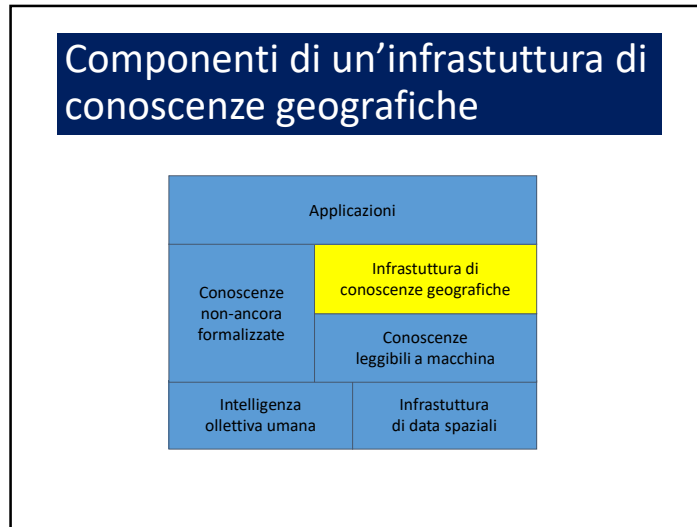 Componenti di un’infrastuttura di
conoscenze geografiche
Applicazioni
Infrastuttura di
conoscenze geografiche
Conoscenze
non-ancora
formalizzate
Conoscenze
leggibili a macchina
Intelligenza
ollettiva umana
Infrastuttura
di data spaziali